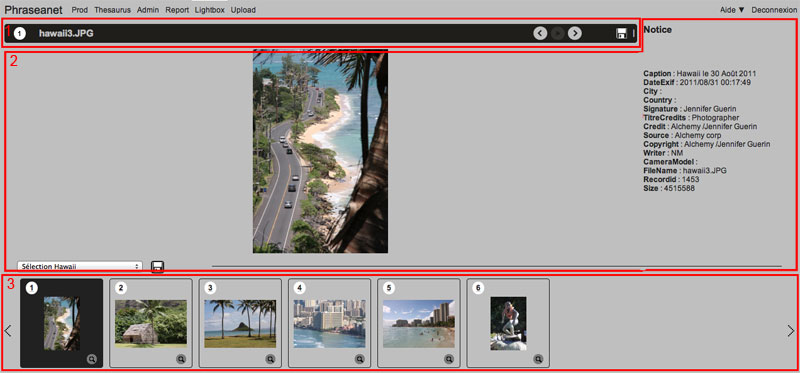 Phraseanet Prod Thesaurus Admin Report Lightbox Upload Aide ▼ Deconnexion
1 1 hawaii3.JPG
Notice
2
Caption : Hawaii le 30 Août 2011
DateExif : 2011/08/31 00:17:49
City :
Country :
Signature : Jennifer Guerin
TitreCredits : Photographer
Credit : Alchemy /Jennifer Guerin
Source : Alchemy corp
Copyright : Alchemy /Jennifer Guerin
Writer : NM
CameraModel :
FileName : hawaii3.JPG
Recordid : 1453
Size : 4515588
Sélection Hawaii
3
1 2 3 4 5 6